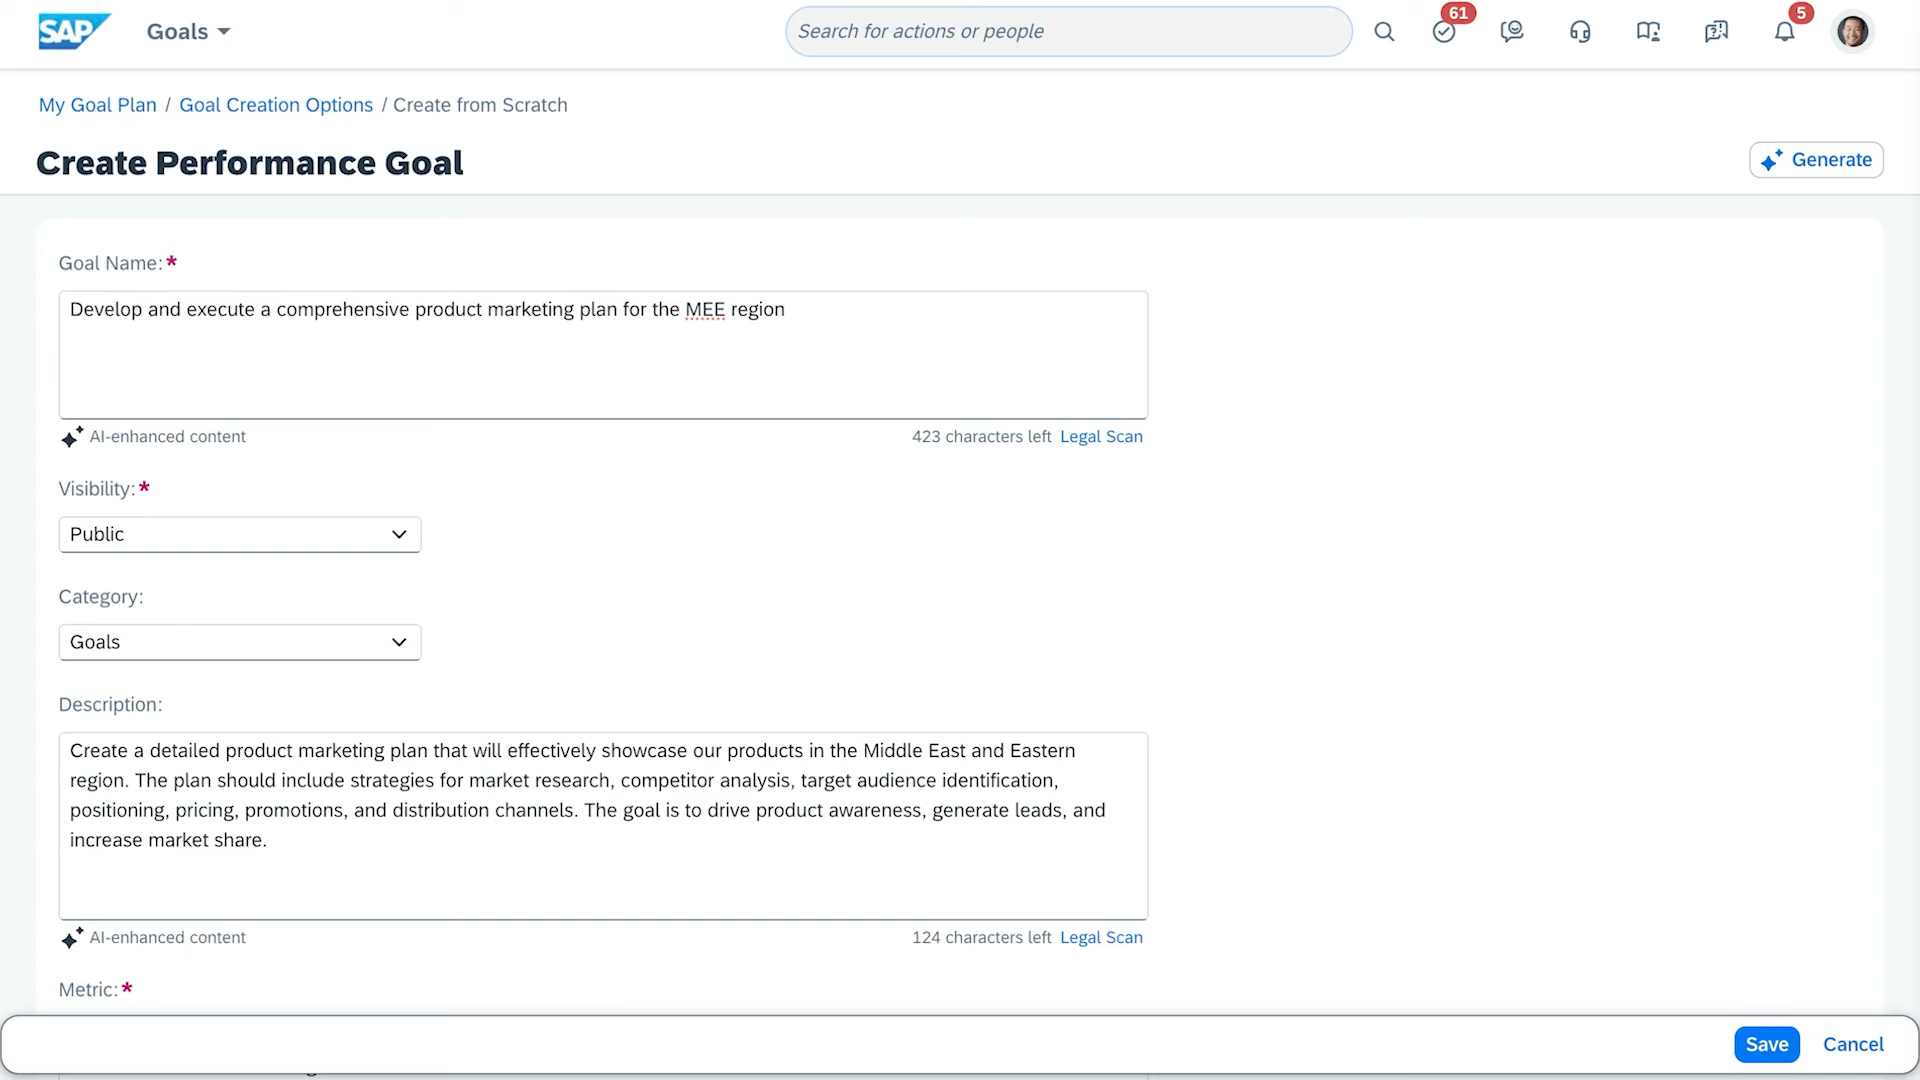 SAP
Goals
Search for actions or people
61
5
My Goal Plan / Goal Creation Options / Create from Scratch
Create Performance Goal
Generate
Goal Name:*
Develop and execute a comprehensive product marketing plan for the MEE region
AI-enhanced content
423 characters left Legal Scan
Visibility:*
Public
Category:
Goals
Description:
Create a detailed product marketing plan that will effectively showcase our products in the Middle East and Eastern
region. The plan should include strategies for market research, competitor analysis, target audience identification,
positioning, pricing, promotions, and distribution channels. The goal is to drive product awareness, generate leads, and
increase market share.
AI-enhanced content
124 characters left Legal Scan
Metric:*
Save
Cancel